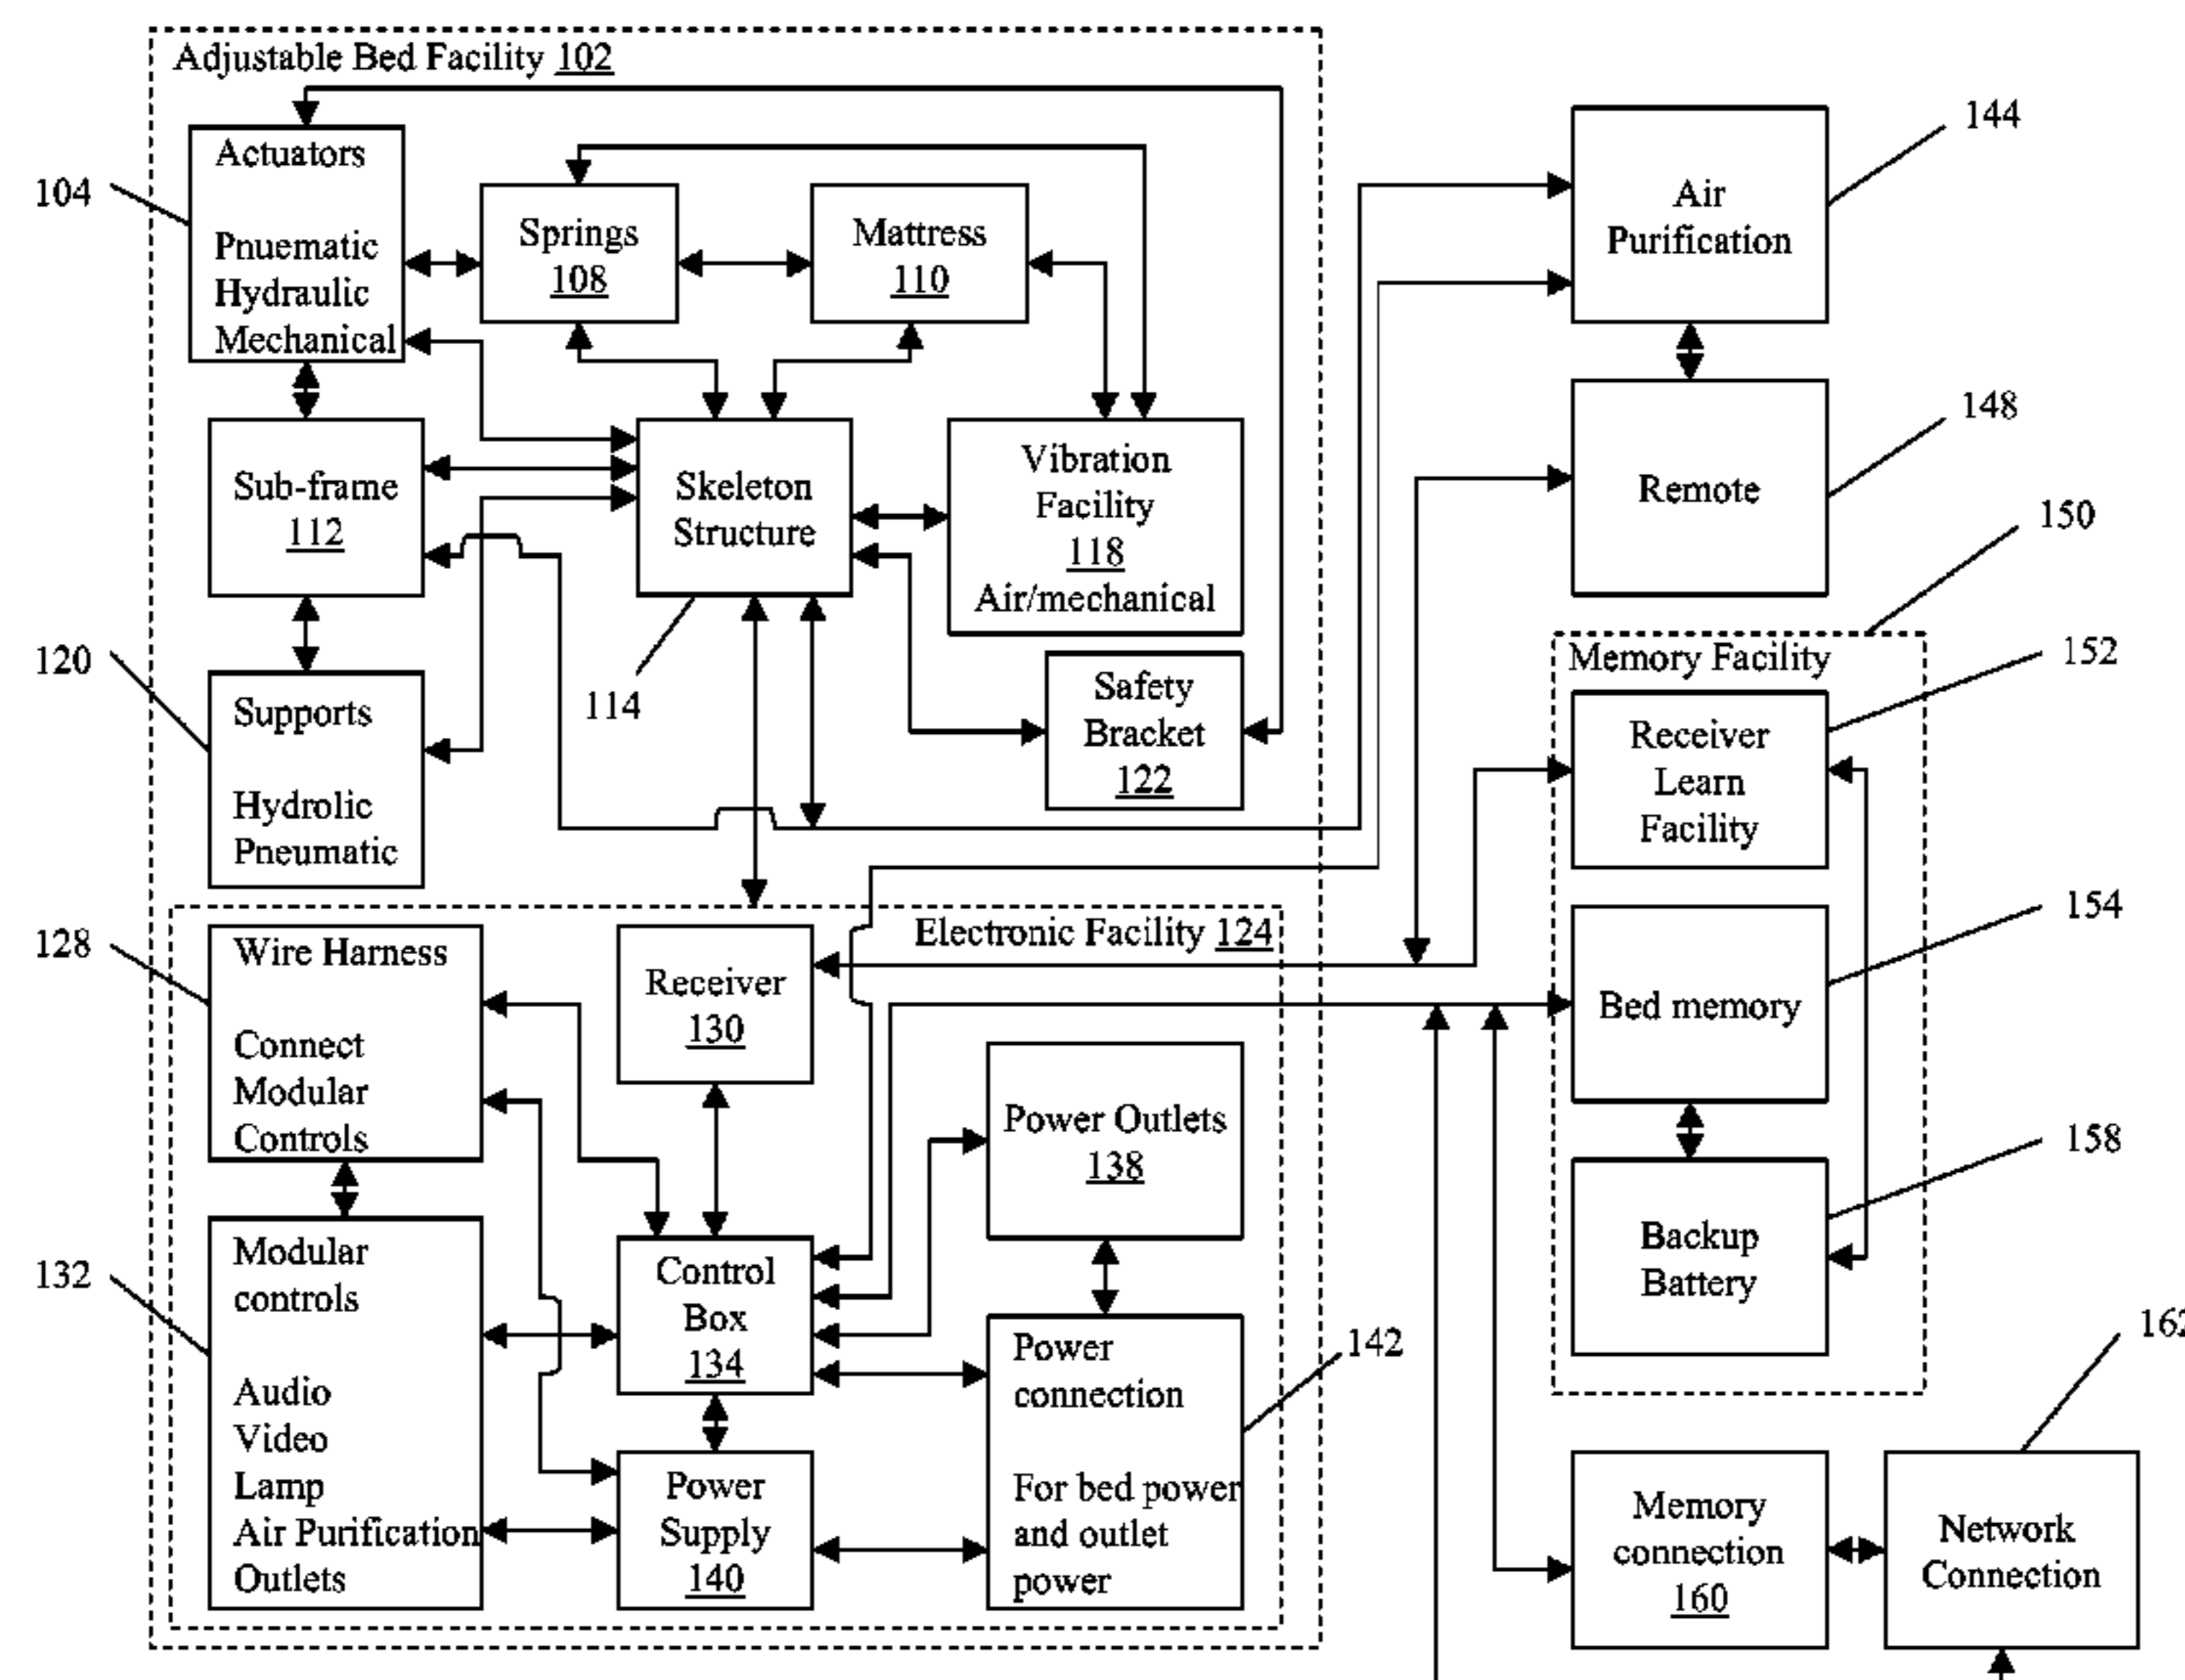 Adjustable Bed Facility 102
104
Actuators
Pnuematic
Hydraulic
Mechanical
Springs
108
Mattress
110
Sub-frame
112
Skeleton
Structure
114
Vibration
Facility
118
Air/mechanical
120
Supports
Hydrolic
Pneumatic
Safety
Bracket
122
Electronic Facility 124
128
Wire Harness
Connect
Modular
Controls
Receiver
130
132
Modular
controls
Audio
Video
Lamp
Air Purification
Outlets
Control
Box
134
Power Outlets
138
Power
Supply
140
Power
connection
For bed power
and outlet
power
142
Air
Purification
144
Remote
148
150
Memory Facility
Receiver
Learn
Facility
152
Bed memory
154
Backup
Battery
158
Memory
connection
160
Network
Connection
162